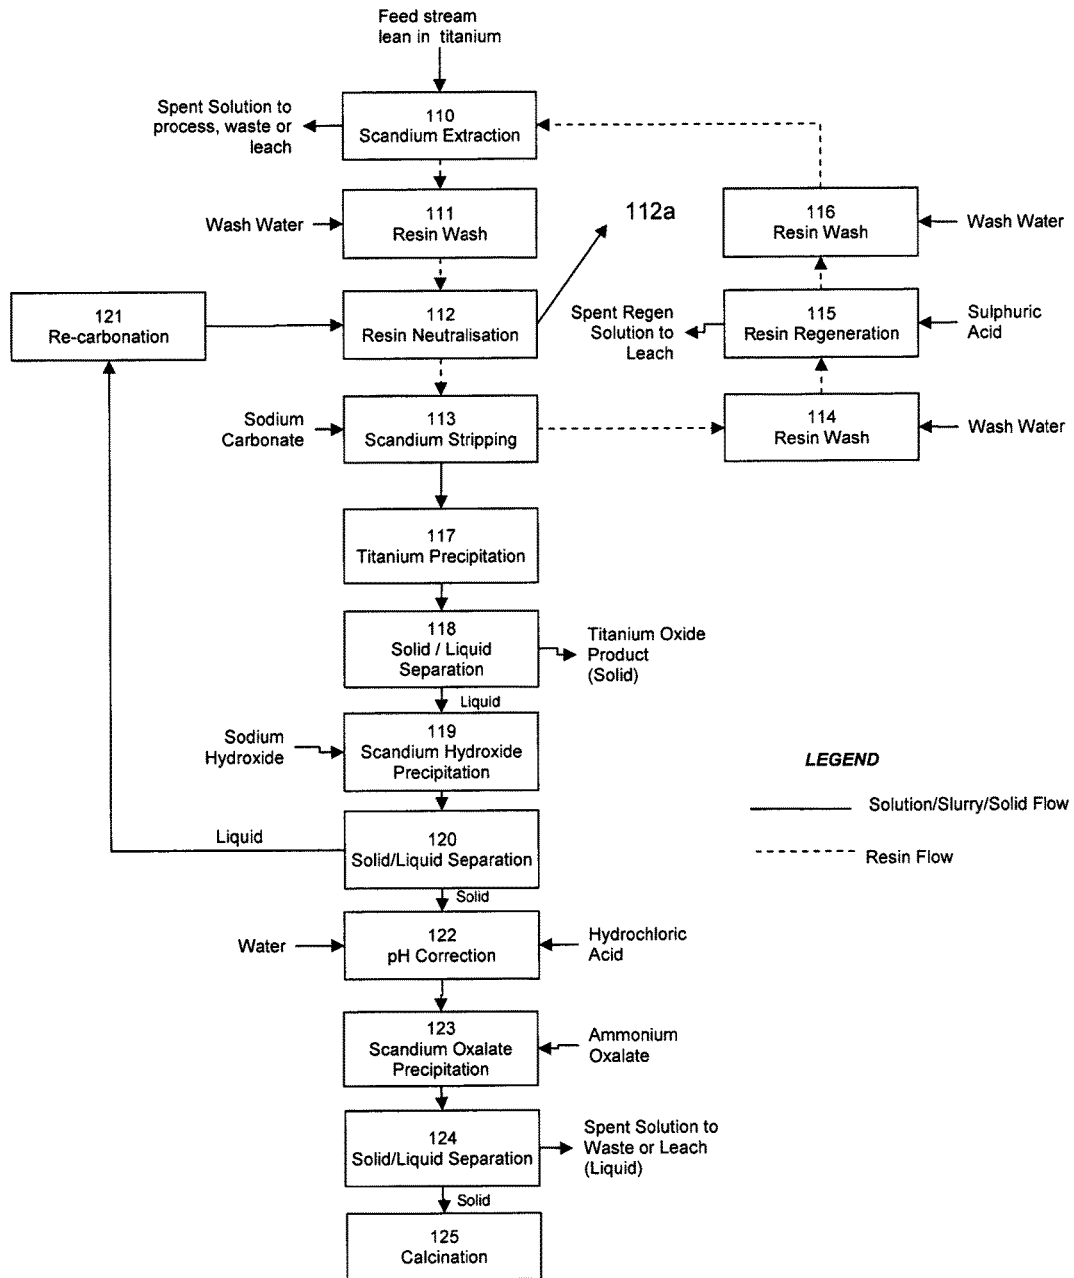 Feed stream
lean in titanium
110
Scandium Extraction
Spent Solution to
process, waste or
leach
111
Resin Wash
Wash Water
112a
116
Resin Wash
Wash Water
121
Re-carbonation
112
Resin Neutralisation
Spent Regen
Solution to
Leach
115
Resin Regeneration
Sulphuric
Acid
Sodium
Carbonate
113
Scandium Stripping
114
Resin Wash
Wash Water
117
Titanium Precipitation
118
Solid / Liquid
Separation
Titanium Oxide
Product
(Solid)
Liquid
Sodium
Hydroxide
119
Scandium Hydroxide
Precipitation
LEGEND
Solution/Slurry/Solid Flow
Resin Flow
Liquid
120
Solid/Liquid Separation
Solid
Water
122
pH Correction
Hydrochloric
Acid
123
Scandium Oxalate
Precipitation
Ammonium
Oxalate
124
Solid/Liquid Separation
Spent Solution to
Waste or Leach
(Liquid)
Solid
125
Calcination